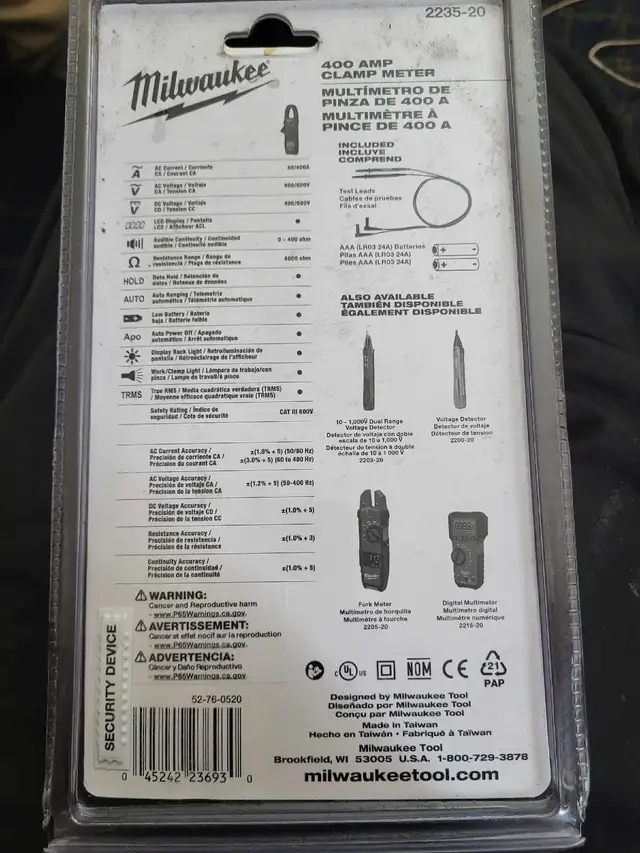 2235-20
Milwaukee
400 AMP
CLAMP METER
MULTÍMETRO DE
PINZA DE 400 A
MULTIMÈTRE À
PINCE DE 400 A
INCLUDED
INCLUYE
COMPREND
Test Leads
Cables de pruebas
Fils d'essai
AAA (LR03 24A) Batteries
Pilas AAA (LR03 24A)
Piles AAA (LR03 24A)
ALSO AVAILABLE
TAMBIÉN DISPONIBLE
ÉGALEMENT DISPONIBLE
10 – 1,000V Dual Range
Voltage Detector
Detector de voltaje con doble
escala de 10 a 1,000 V
Détecteur de tension à double
échelle de 10 à 1 000 V
2203-20
Voltage Detector
Detector de voltaje
Détecteur de tension
2200-20
Fork Meter
Multímetro de horquilla
Multimètre à fourche
2205-20
Digital Multimeter
Multímetro digital
Multimètre numérique
2216-20
A AC Current / Corriente 60/400A
CA / Courant CA
V AC Voltage / Voltaje 400/600V
CA / Tension CA
V DC Voltage / Voltaje 400/600V
CD / Tension CC
LCD Display / Pantalla
LCD / Afficheur ACL
Audible Continuity / Continuidad 0 – 400 ohm
audible / Continuité audible
Ω Resistance Range / Rango de 4000 ohm
resistencia / Plage de résistance
HOLD Data Hold / Retención de
datos / Retenue de données
AUTO Auto Ranging / Telemetría
automática / Télémétrie automatique
Low Battery / Batería
baja / Batterie faible
Apo Auto Power Off / Apagado
automático / Arrêt automatique
Display Back Light / Retroiluminación de
pantalla / Rétroéclairage de l'afficheur
Work/Clamp Light / Lámpara de trabajo/con
pinza / Lampe de travail/à pince
TRMS True RMS / Media cuadrática verdadera (TRMS)
/ Moyenne efficace quadratique vraie (TRMS)
Safety Rating / Índice de CAT III 600V
seguridad / Cote de sécurité
AC Current Accuracy / ±(1.8% + 5) (50/60 Hz)
Precisión de corriente CA / ±(3.0% + 5) (60 to 400 Hz)
Précision du courant CA
AC Voltage Accuracy / ±(1.2% + 5) (50-400 Hz)
Precisión de voltaje CA /
Précision de la tension CA
DC Voltage Accuracy / ±(1.0% + 5)
Precisión de voltaje CD /
Précision de la tension CC
Resistance Accuracy / ±(1.0% + 3)
Precisión de resistencia /
Précision de la résistance
Continuity Accuracy / ±(1.0% + 5)
Precisión de continuidad /
Précision de la continuité
WARNING:
Cancer and Reproductive harm
- www.P65Warnings.ca.gov.
AVERTISSEMENT:
Cancer et effet nocif sur la reproduction
- www.P65Warnings.ca.gov.
ADVERTENCIA:
Cáncer y Daño Reproductivo
- www.P65Warnings.ca.gov.
SECURITY DEVICE
52-76-0520
0 45242 23693 0
c UL us NOM CE 21
PAP
Designed by Milwaukee Tool
Diseñado por Milwaukee Tool
Conçu par Milwaukee Tool
Made in Taiwan
Hecho en Taiwán • Fabriqué à Taïwan
Milwaukee Tool
Brookfield, WI 53005 U.S.A. 1-800-729-3878
milwaukeetool.com